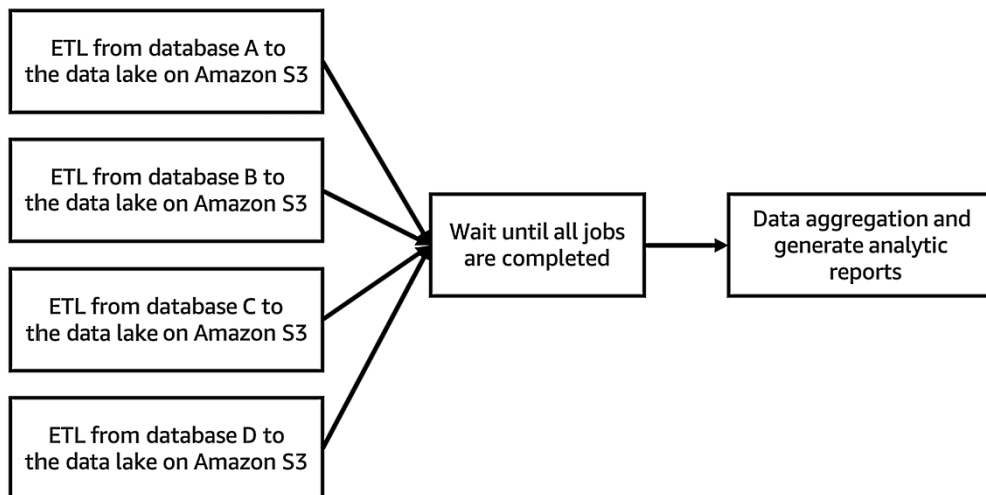 ETL from database A to
the data lake on Amazon S3
ETL from database B to
the data lake on Amazon S3
ETL from database C to
the data lake on Amazon S3
ETL from database D to
the data lake on Amazon S3
Wait until all jobs
are completed
Data aggregation and
generate analytic
reports